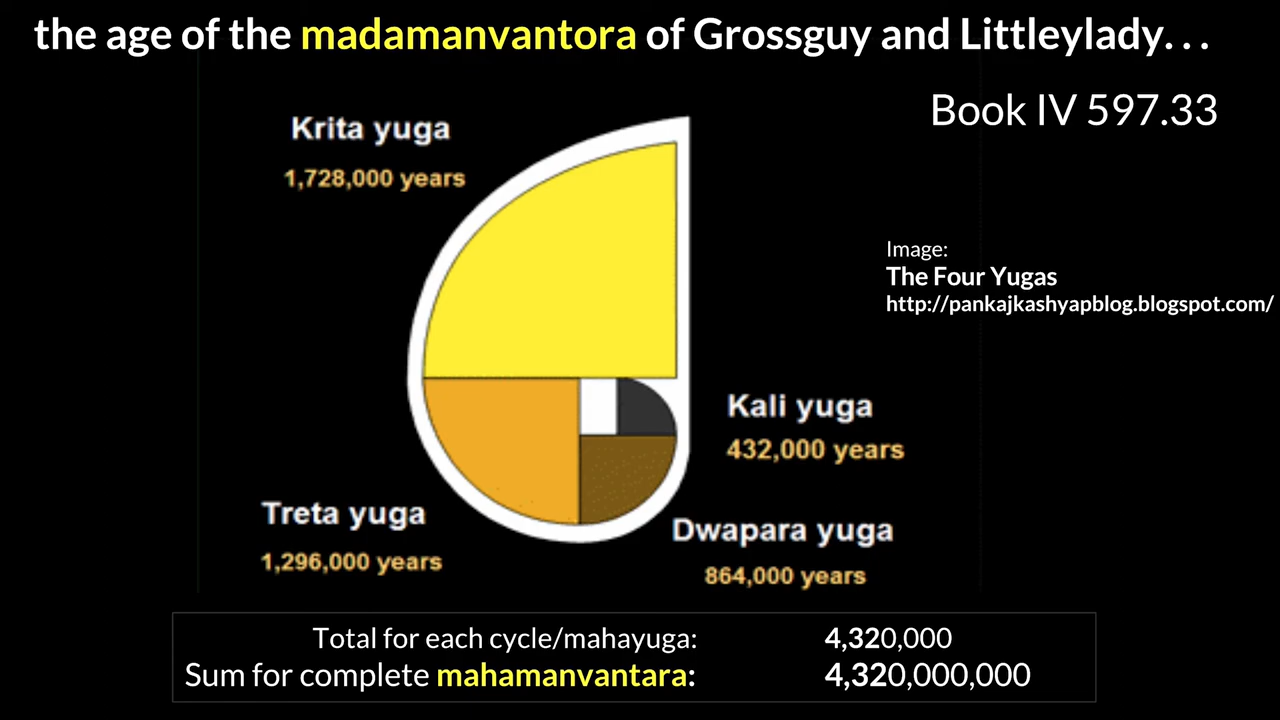 the age of the madamanvantora of Grossguy and Littleylady...
Book IV 597.33
Krita yuga
1,728,000 years
Image:
The Four Yugas
http://pankajkashyapblog.blogspot.com/
Kali yuga
432,000 years
Treta yuga
1,296,000 years
Dwapara yuga
864,000 years
Total for each cycle/mahayuga: 4,320,000
Sum for complete mahamanvantara: 4,320,000,000